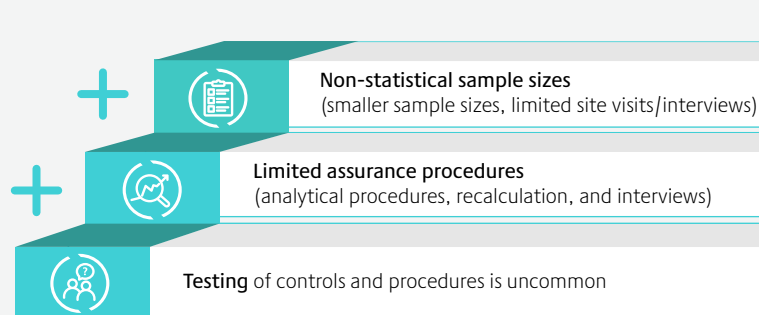 Non-statistical sample sizes
(smaller sample sizes, limited site visits/interviews)
Limited assurance procedures
(analytical procedures, recalculation, and interviews)
?
Testing of controls and procedures is uncommon